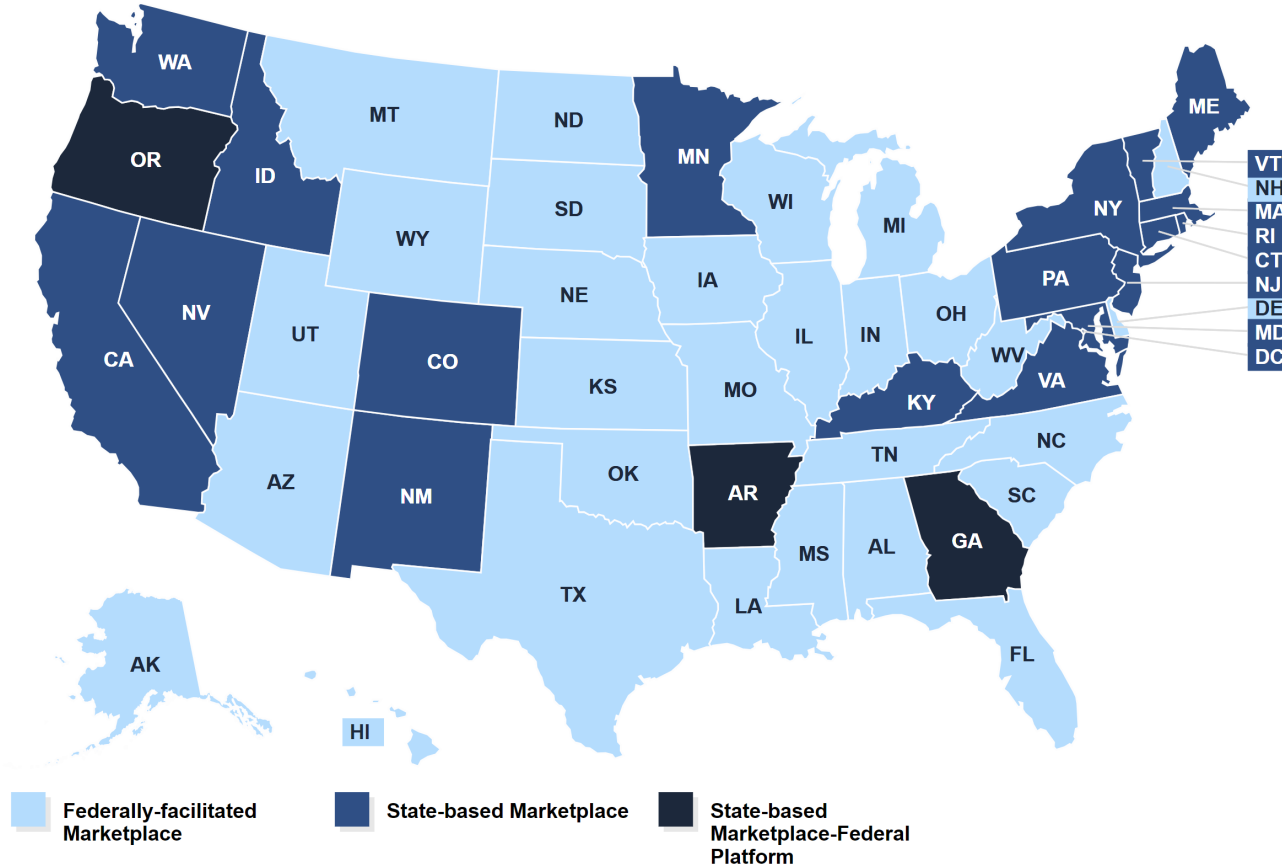 WA
ME
MT
ND
OR
MN
VT
ID
NH
SD
WI
NY
MA
MI
RI
WY
CT
IA
PA
NJ
NE
NV
DE
OH
UT
IL
IN
MD
CO
WV
DC
CA
VA
KS
MO
KY
NC
TN
OK
AZ
NM
AR
SC
GA
MS
AL
TX
LA
FL
AK
HI
Federally-facilitated
Marketplace
State-based Marketplace
State-based
Marketplace-Federal
Platform